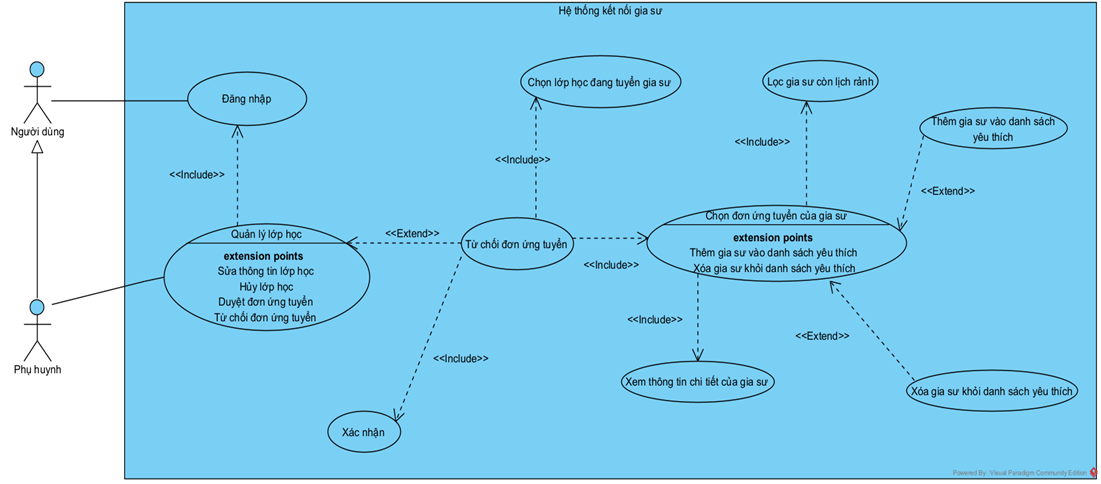 Hệ thống kết nối gia sư
Người dùng
Phụ huynh
Đăng nhập
<<Include>>
Quản lý lớp học
extension points
Sửa thông tin lớp học
Hủy lớp học
Duyệt đơn ứng tuyển
Từ chối đơn ứng tuyển
<<Extend>>
Chọn lớp học đang tuyển gia sư
<<Include>>
Từ chối đơn ứng tuyển
<<Include>>
Xác nhận
<<Include>>
Lọc gia sư còn lịch rảnh
<<Include>>
Chọn đơn ứng tuyển của gia sư
extension points
Thêm gia sư vào danh sách yêu thích
Xóa gia sư khỏi danh sách yêu thích
Thêm gia sư vào danh sách
yêu thích
<<Extend>>
<<Include>>
Xem thông tin chi tiết của gia sư
<<Extend>>
Xóa gia sư khỏi danh sách yêu thích
Powered By Visual Paradigm Community Edition